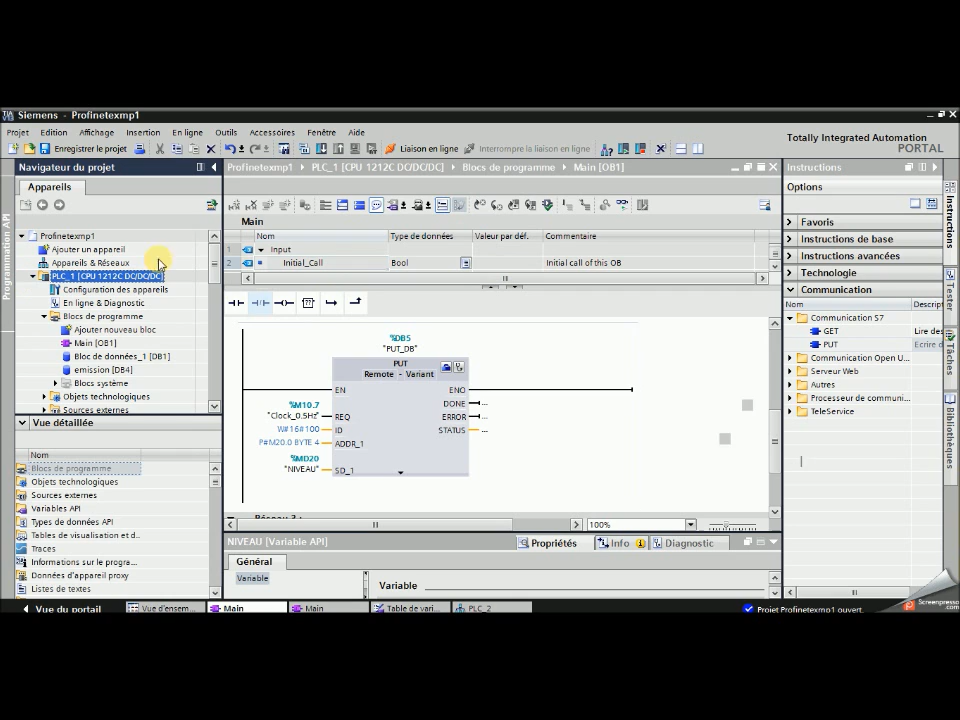 Siemens - Profinetexmp1
Projet Edition Affichage Insertion En ligne Outils Accessoires Fenêtre Aide
Totally Integrated Automation
PORTAL
Enregistrer le projet
Liaison en ligne
Interrompre la liaison en ligne
Navigateur du projet
Appareils
Programmation API
Profinetexmp1
Ajouter un appareil
Appareils & Réseaux
PLC_1 [CPU 1212C DC/DC/DC]
Configuration des appareils
En ligne & Diagnostic
Blocs de programme
Ajouter nouveau bloc
Main [OB1]
Bloc de données_1 [DB1]
emission [DB4]
Blocs système
Objets technologiques
Sources externes
Vue détaillée
Nom
Blocs de programme
Objets technologiques
Sources externes
Variables API
Types de données API
Tables de visualisation et d..
Traces
Informations sur le progra...
Données d'appareil proxy
Listes de textes
Profinetexmp1 PLC_1 [CPU 1212C DC/DC/DC] Blocs de programme Main [OB1]
Main
Nom Type de données Valeur par déf. Commentaire
1 Input
2 Initial_Call Bool Initial call of this OB
%DB5
"PUT_DB"
PUT
Remote - Variant
EN ENO
%M10.7
"Clock_0.5Hz" REQ
DONE ...
ERROR ...
W#16#100 ID
STATUS ...
P#M20.0 BYTE 4 ADDR_1
%MD20
"NIVEAU" SD_1
100%
NIVEAU [Variable API]
Propriétés
Info
Diagnostic
Général
Variable
Variable
Instructions
Options
Favoris
Instructions de base
Instructions avancées
Technologie
Communication
Nom Descript
Communication S7
GET Lire des
PUT Ecrire d
Communication Open U...
Serveur Web
Autres
Processeur de communi...
TeleService
Instructions
Tester
Tâches
Bibliothèques
Vue du portail
Vue d'ensem...
Main
Main
Table de vari...
PLC_2
Projet Profinetexmp1 ouvert.
Screenpresso
.com